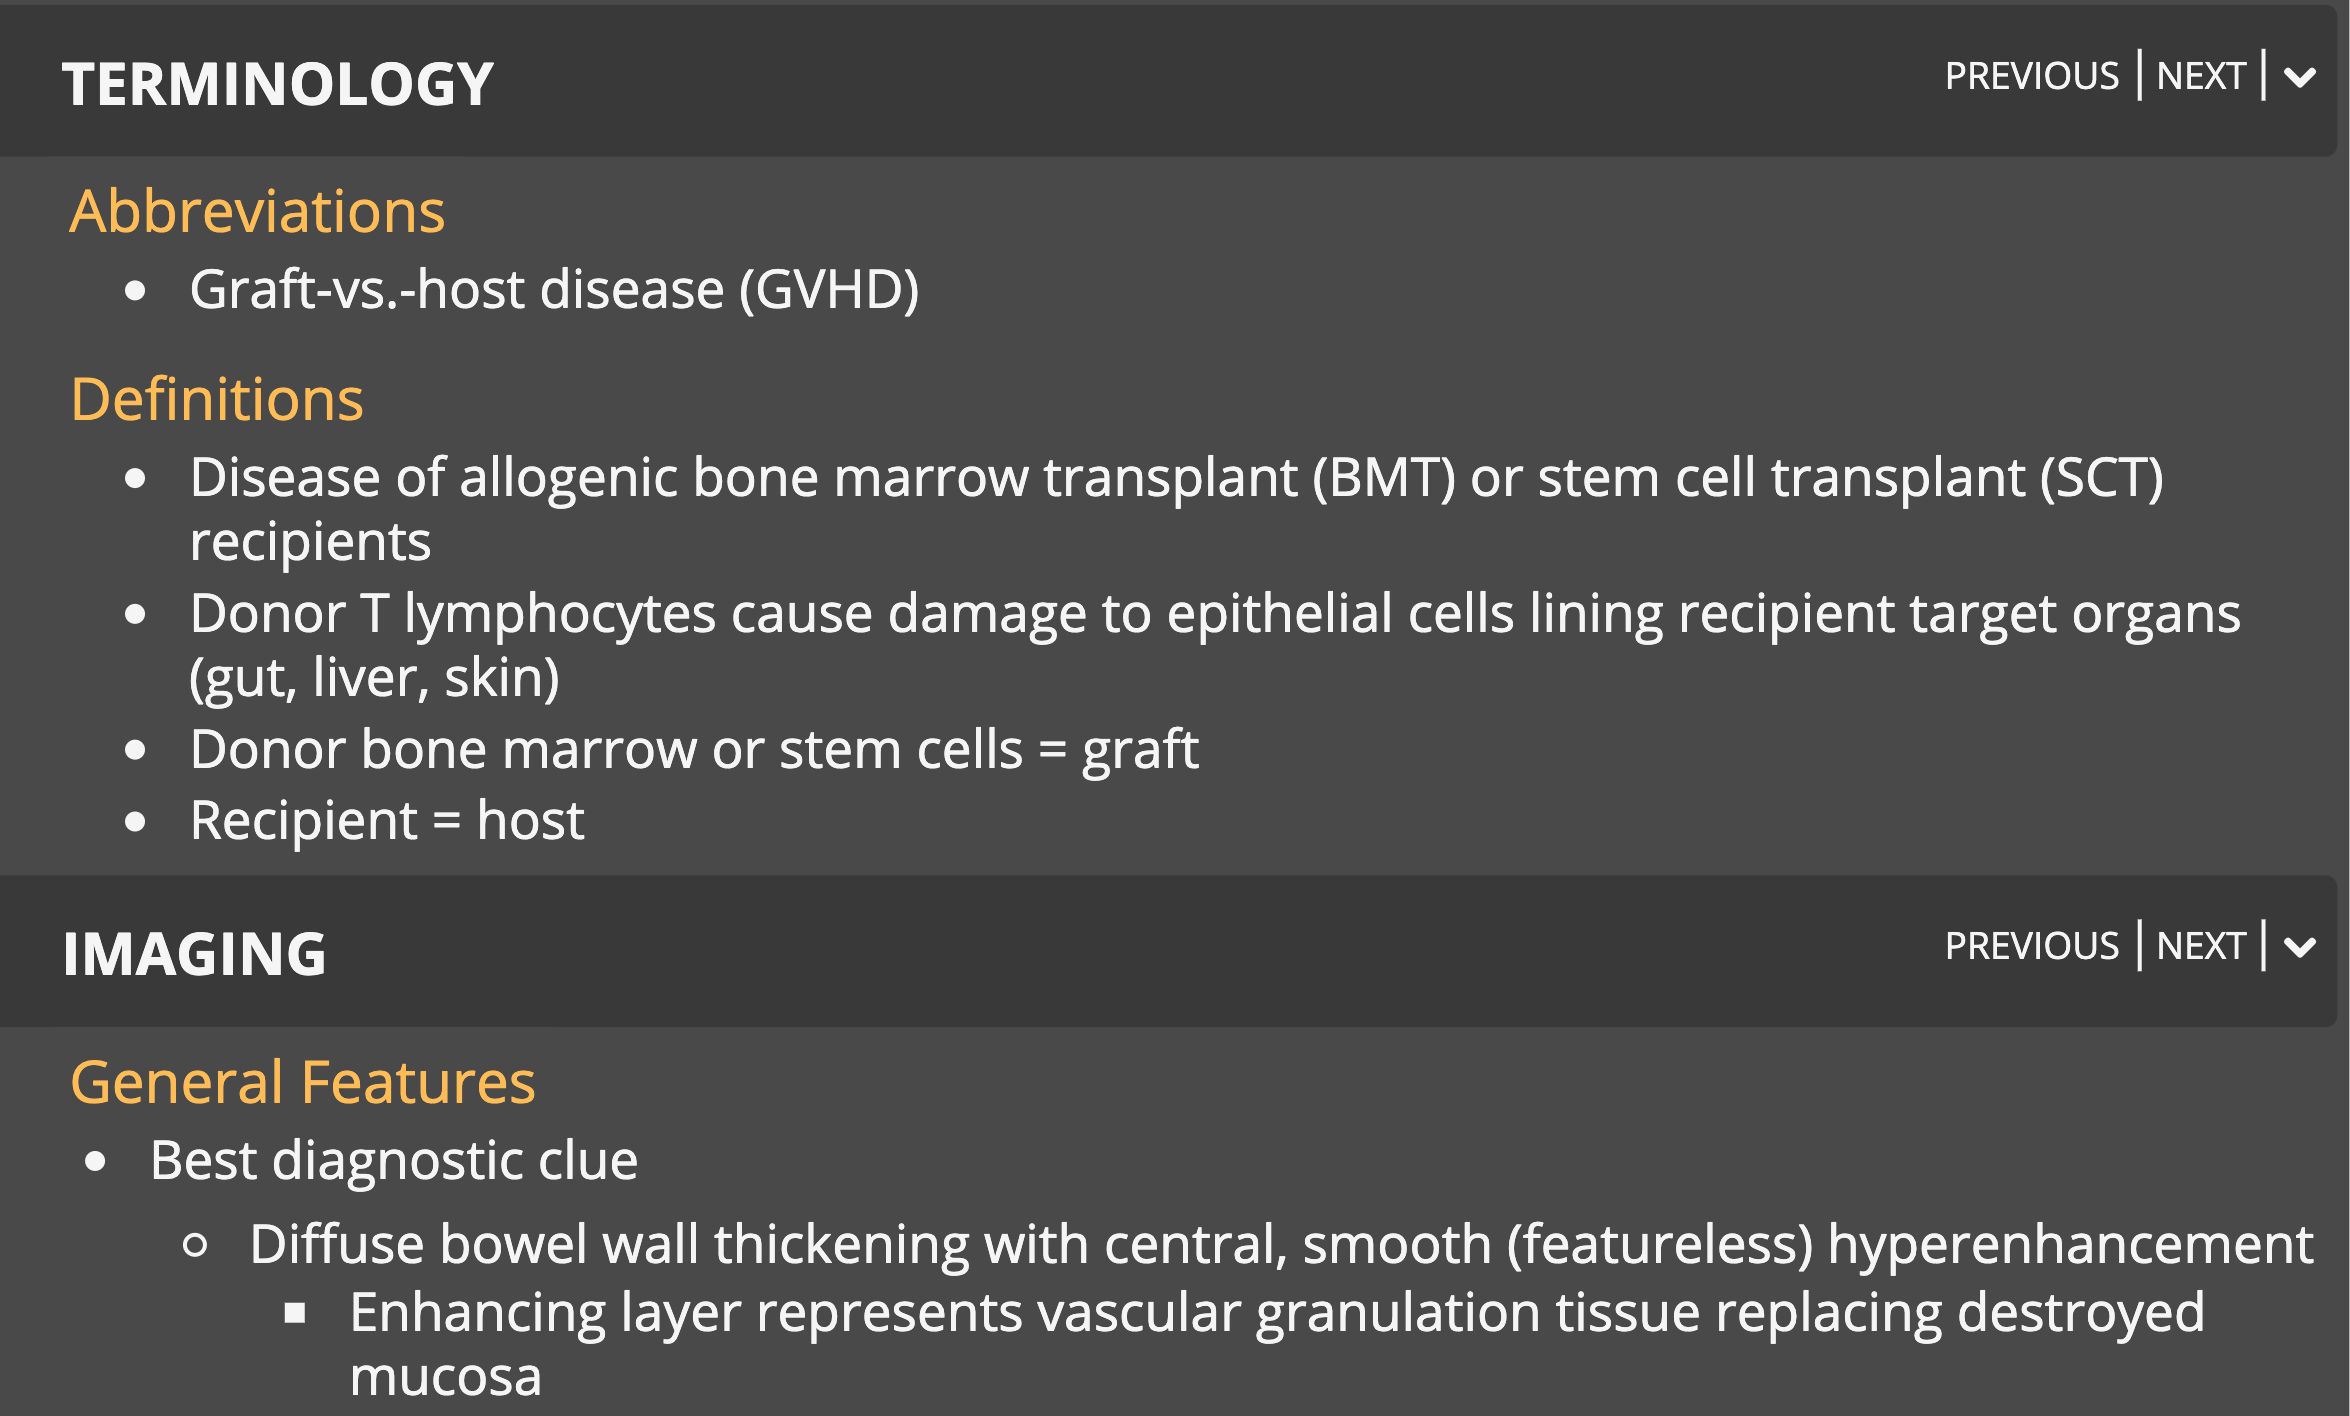 TERMINOLOGY
PREVIOUS | NEXT |
Abbreviations
• Graft-vs.-host disease (GVHD)
Definitions
• Disease of allogenic bone marrow transplant (BMT) or stem cell transplant (SCT)
recipients
• Donor T lymphocytes cause damage to epithelial cells lining recipient target organs
(gut, liver, skin)
• Donor bone marrow or stem cells = graft
• Recipient = host
IMAGING
PREVIOUS | NEXT |
General Features
• Best diagnostic clue
○ Diffuse bowel wall thickening with central, smooth (featureless) hyperenhancement
■ Enhancing layer represents vascular granulation tissue replacing destroyed
mucosa